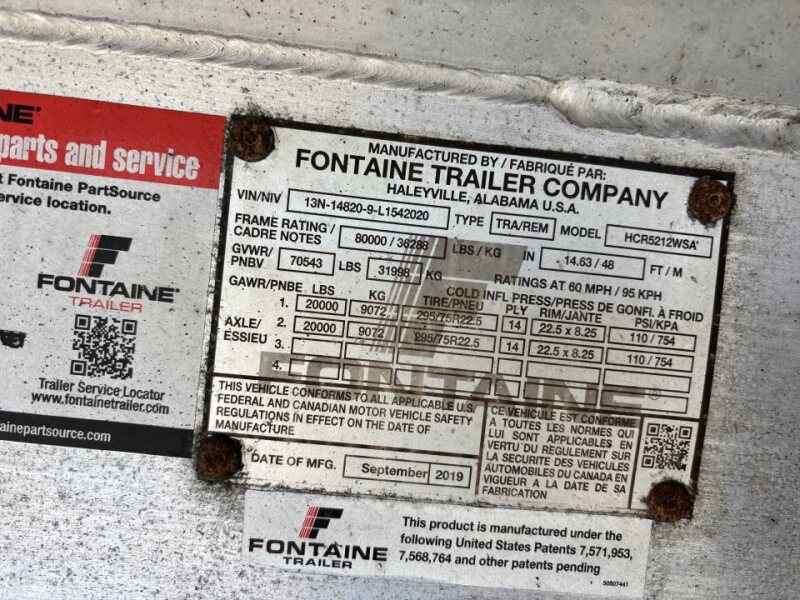 NE
parts and service
t Fontaine PartSource
ervice location.
FONTAINE
TRAILER
Trailer Service Locator
www.fontainetrailer.com
ainepartsource.com
MANUFACTURED BY / FABRIQUÉ PAR:
FONTAINE TRAILER COMPANY
HALEYVILLE, ALABAMA U.S.A.
VIN/NIV 13N-14820-9-L1542020 TYPE TRA/REM MODEL HCR5212WSA
FRAME RATING/ CADRE NOTES 80000 / 36288 LBS / KG IN 14.63 / 48 FT / M
GVWR/ PNBV 70543 LBS 31998 KG RATINGS AT 60 MPH / 95 KPH
COLD INFL PRESS/PRESS DE GONFI. À FROID
GAWR/PNBE LBS KG TIRE/PNEU PLY RIM/JANTE PSI/KPA
AXLE/ ESSIEU
1. 20000 9072 295/75R22.5 14 22.5 x 8.25 110 / 754
2. 20000 9072 295/75R22.5 14 22.5 x 8.25 110 / 754
3.
4.
FONTAINE
THIS VEHICLE CONFORMS TO ALL APPLICABLE U.S.
FEDERAL AND CANADIAN MOTOR VEHICLE SAFETY
REGULATIONS IN EFFECT ON THE DATE OF
MANUFACTURE
CE VÉHICULE EST CONFORME
A TOUTES LES NORMES QUI
LUI SONT APPLICABLES EN
VERTU DU REGULEMENT SUR
LA SECURITE DES VEHICULES
AUTOMOBILES DU CANADA EN
VIGUEUR A LA DATE DE SA
FABRICATION
DATE OF MFG. September 2019
FONTAINE
TRAILER
This product is manufactured under the
following United States Patents 7,571,953,
7,568,764 and other patents pending
50507441